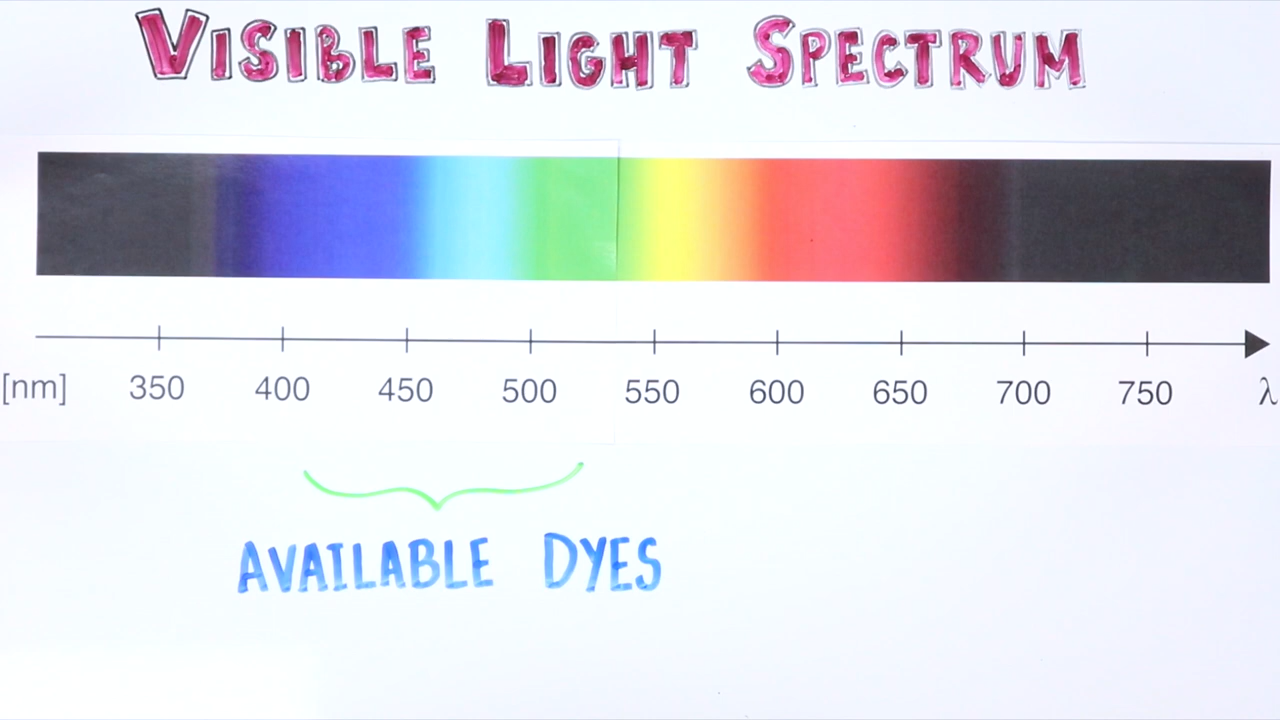 VISIBLE LIGHT SPECTRUM
[nm] 350 400 450 500 550 600 650 700 750 λ
AVAILABLE DYES